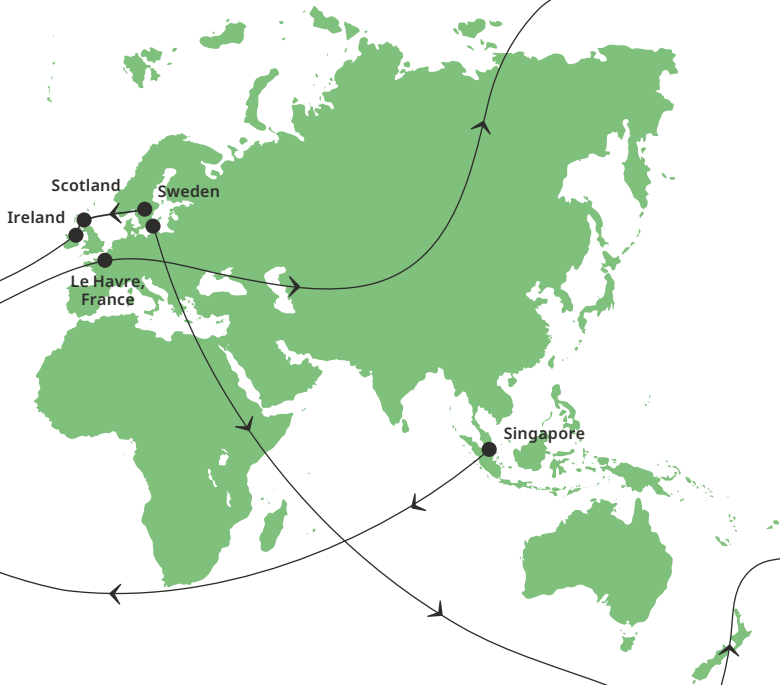 Scotland
Sweden
Ireland
Le Havre,
France
Singapore